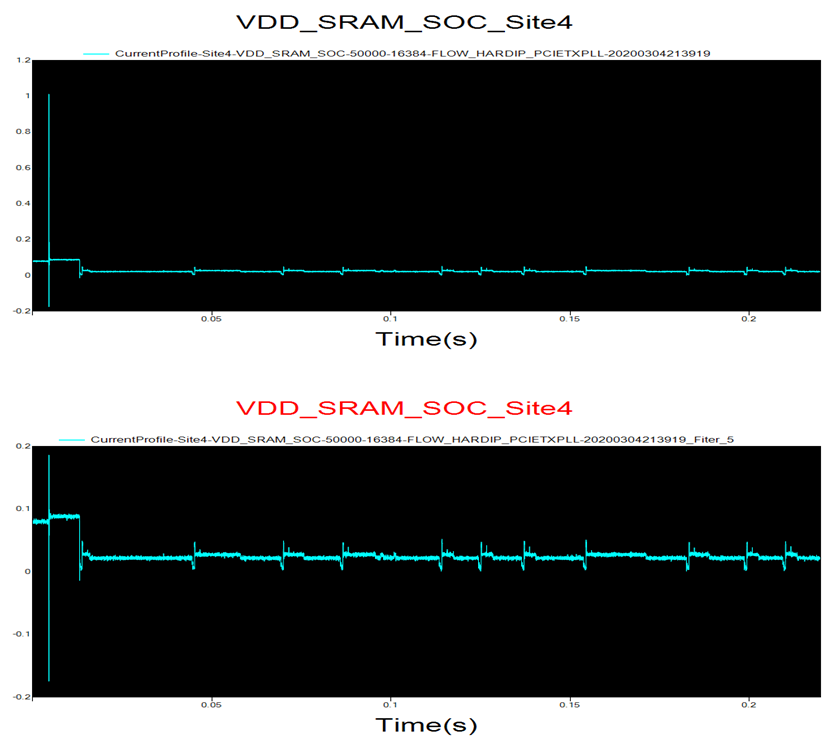 VDD_SRAM_SOC_Site4
CurrentProfile-Site4-VDD_SRAM_SOC-50000-16384-FLOW_HARDIP_PCIETXPLL-20200304213919
1.2
1
0.8
0.6
0.4
0.2
0
-0.2
0.05 0.1 0.15 0.2
Time(s)
VDD_SRAM_SOC_Site4
CurrentProfile-Site4-VDD_SRAM_SOC-50000-16384-FLOW_HARDIP_PCIETXPLL-20200304213919_Fiter_5
0.2
0.1
0
-0.1
-0.2
0.05 0.1 0.15 0.2
Time(s)